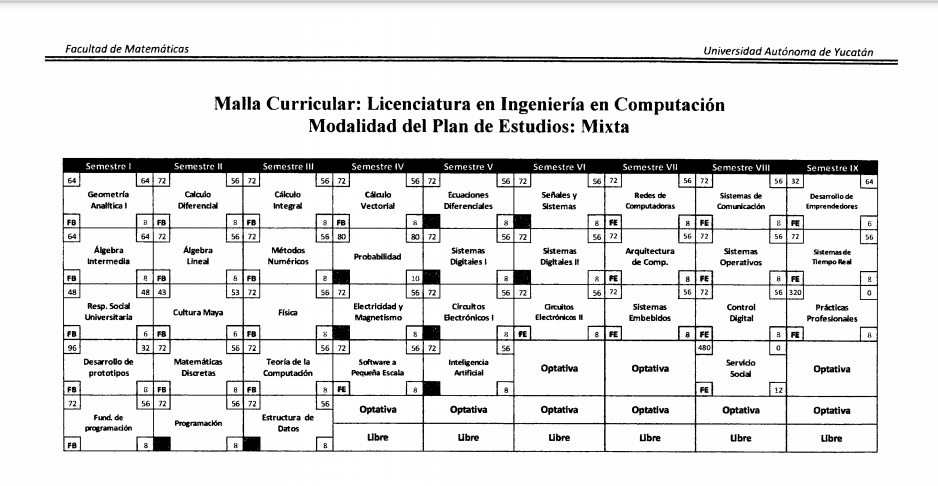 Facultad de Matemáticas Universidad Autónoma de Yucatán
Malla Curricular: Licenciatura en Ingeniería en Computación
Modalidad del Plan de Estudios: Mixta
Semestre I Semestre II Semestre III Semestre IV Semestre V Semestre VI Semestre VII Semestre VIII Semestre IX
64 64 72 56 72 56 72 56 72 56 72 56 72 56 72 56 32 64
Geometría Calculo Cálculo Cálculo Ecuaciones Señales y Redes de Sistemas de Desarrollo de
Analítica I Diferencial Integral Vectorial Diferenciales Sistemas Computadoras Comunicación Emprendedores
FB 8 FB 8 FB 8 FB 8 8 8 FE 8 FE 8 FE 6
64 64 72 56 72 56 80 80 72 56 72 56 72 56 72 56 72 56
Álgebra Álgebra Métodos Probabilidad Sistemas Sistemas Arquitectura Sistemas Sistemas de
Intermedia Lineal Numéricos Digitales I Digitales II de Comp. Operativos Tiempo Real
FB 8 FB 8 FB 8 10 8 8 FE 8 FE 8 FE 8
48 48 43 53 72 56 72 56 72 56 72 56 72 56 72 56 320 0
Resp. Social Cultura Maya Física Electricidad y Circuitos Circuitos Sistemas Control Prácticas
Universitaria Magnetismo Electrónicos I Electrónicos II Embebidos Digital Profesionales
FB 6 FB 6 FB 8 8 8 FE 8 FE 8 FE 8 FE 8
96 32 72 56 72 56 72 56 72 56 480 0
Desarrollo de Matemáticas Teoría de la Software a Inteligencia Optativa Optativa Servicio Optativa
prototipos Discretas Computación Pequeña Escala Artificial Social
FB 8 FB 8 FB 8 FE 8 8 FE 12
72 56 72 56 72 56 Optativa Optativa Optativa Optativa Optativa Optativa
Fund. de Programación Estructura de
programación Datos
FB 8 8 8 Libre Libre Libre Libre Libre Libre